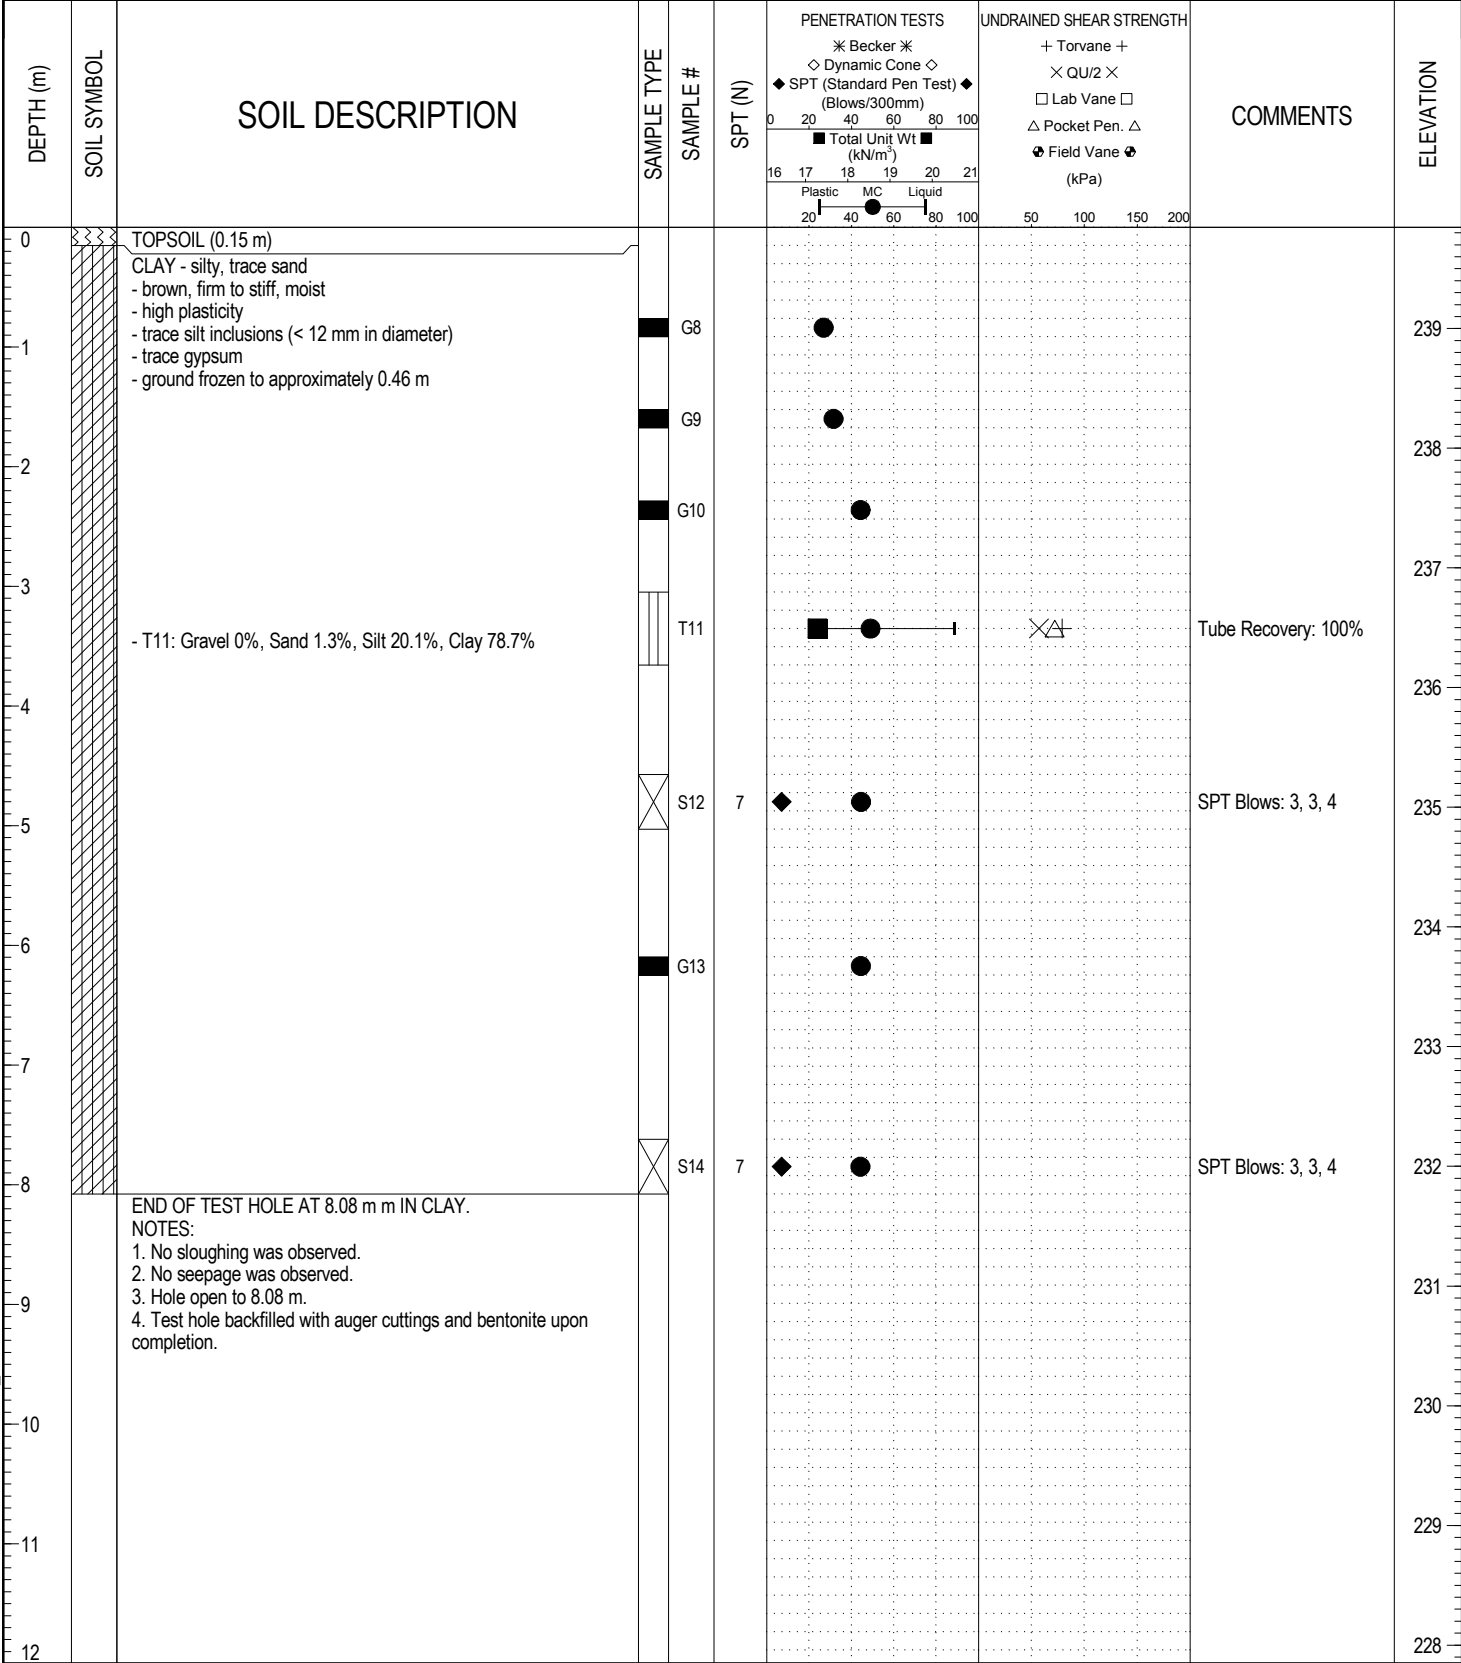 DEPTH (m)
SOIL SYMBOL
SOIL DESCRIPTION
SAMPLE TYPE
SAMPLE #
SPT (N)
PENETRATION TESTS
✳ Becker ✳
◇ Dynamic Cone ◇
◆ SPT (Standard Pen Test) ◆
(Blows/300mm)
0 20 40 60 80 100
■ Total Unit Wt ■
(kN/m³)
16 17 18 19 20 21
Plastic MC Liquid
20 40 60 80 100
UNDRAINED SHEAR STRENGTH
+ Torvane +
× QU/2 ×
□ Lab Vane □
△ Pocket Pen. △
Field Vane
(kPa)
50 100 150 200
COMMENTS
ELEVATION
0
TOPSOIL (0.15 m)
CLAY - silty, trace sand
- brown, firm to stiff, moist
- high plasticity
- trace silt inclusions (< 12 mm in diameter)
- trace gypsum
- ground frozen to approximately 0.46 m
G8
239
1
G9
238
2
G10
237
3
- T11: Gravel 0%, Sand 1.3%, Silt 20.1%, Clay 78.7%
T11
Tube Recovery: 100%
236
4
S12
7
SPT Blows: 3, 3, 4
235
5
234
6
G13
233
7
S14
7
SPT Blows: 3, 3, 4
232
8
END OF TEST HOLE AT 8.08 m m IN CLAY.
NOTES:
1. No sloughing was observed.
2. No seepage was observed.
3. Hole open to 8.08 m.
4. Test hole backfilled with auger cuttings and bentonite upon
completion.
231
9
230
10
229
11
228
12